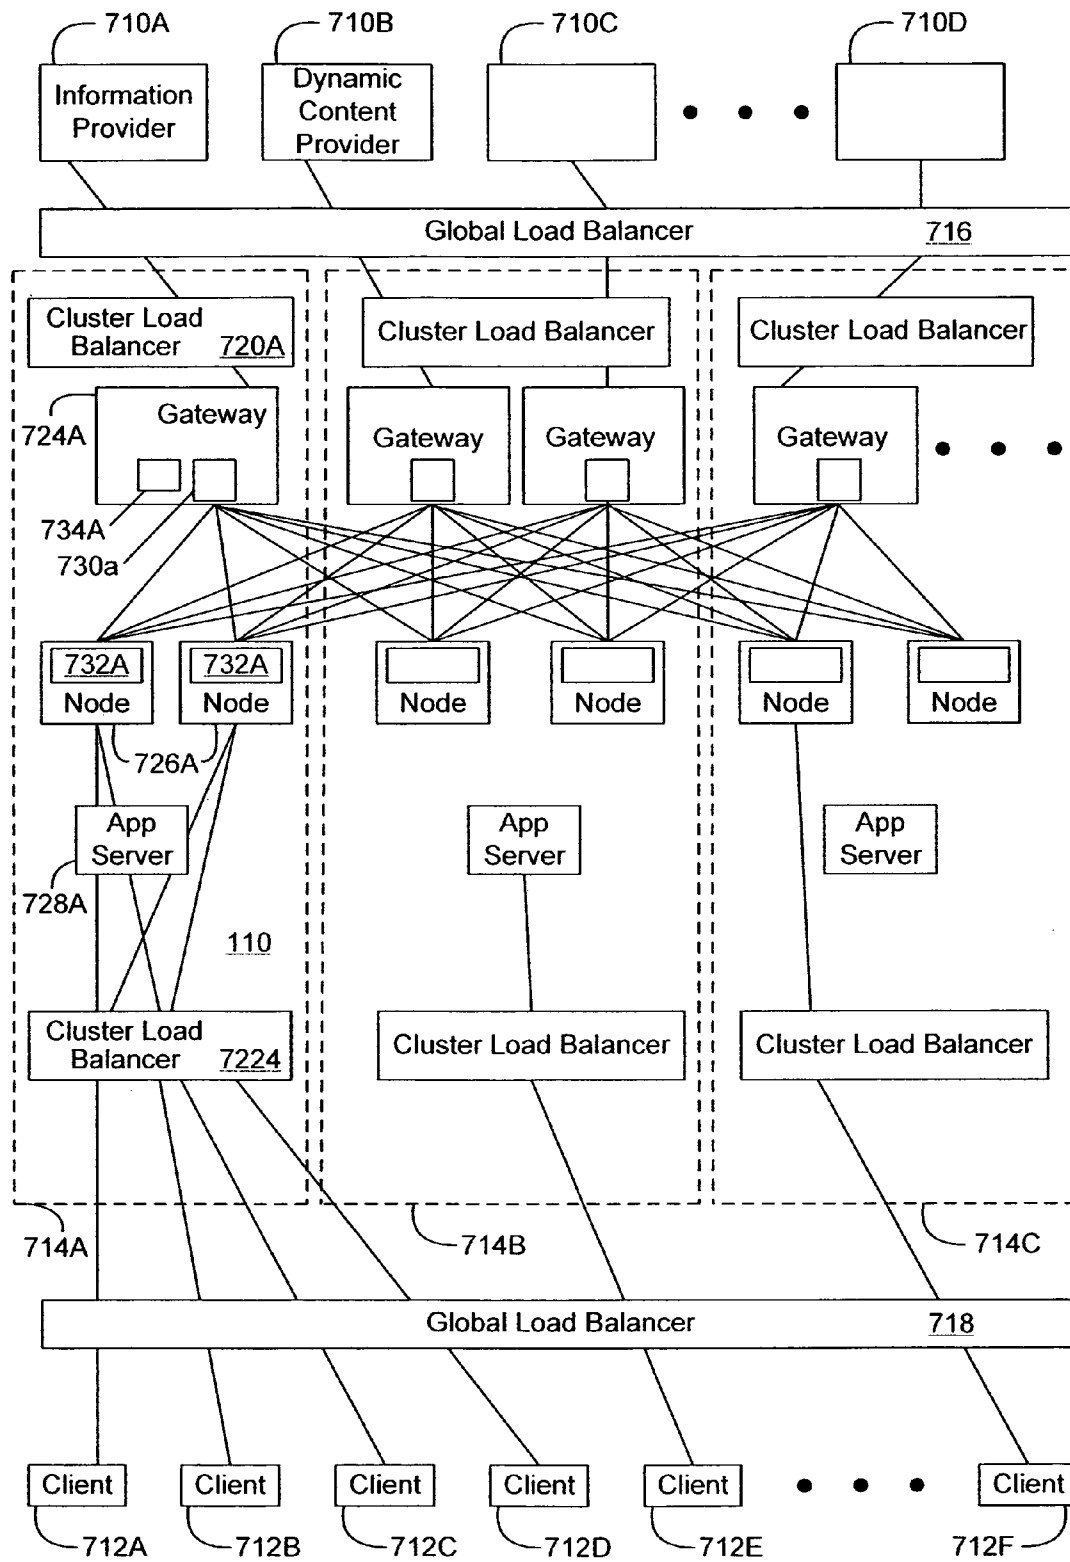 710A
710B
710C
710D
Information
Provider
Dynamic
Content
Provider
Global Load Balancer
716
Cluster Load
Balancer
720A
Cluster Load Balancer
Cluster Load Balancer
724A
Gateway
Gateway
Gateway
Gateway
734A
730a
732A
Node
732A
Node
Node
Node
Node
Node
726A
App
Server
App
Server
App
Server
728A
110
Cluster Load
Balancer
7224
Cluster Load Balancer
Cluster Load Balancer
714A
714B
714C
Global Load Balancer
718
Client
Client
Client
Client
Client
Client
712A
712B
712C
712D
712E
712F